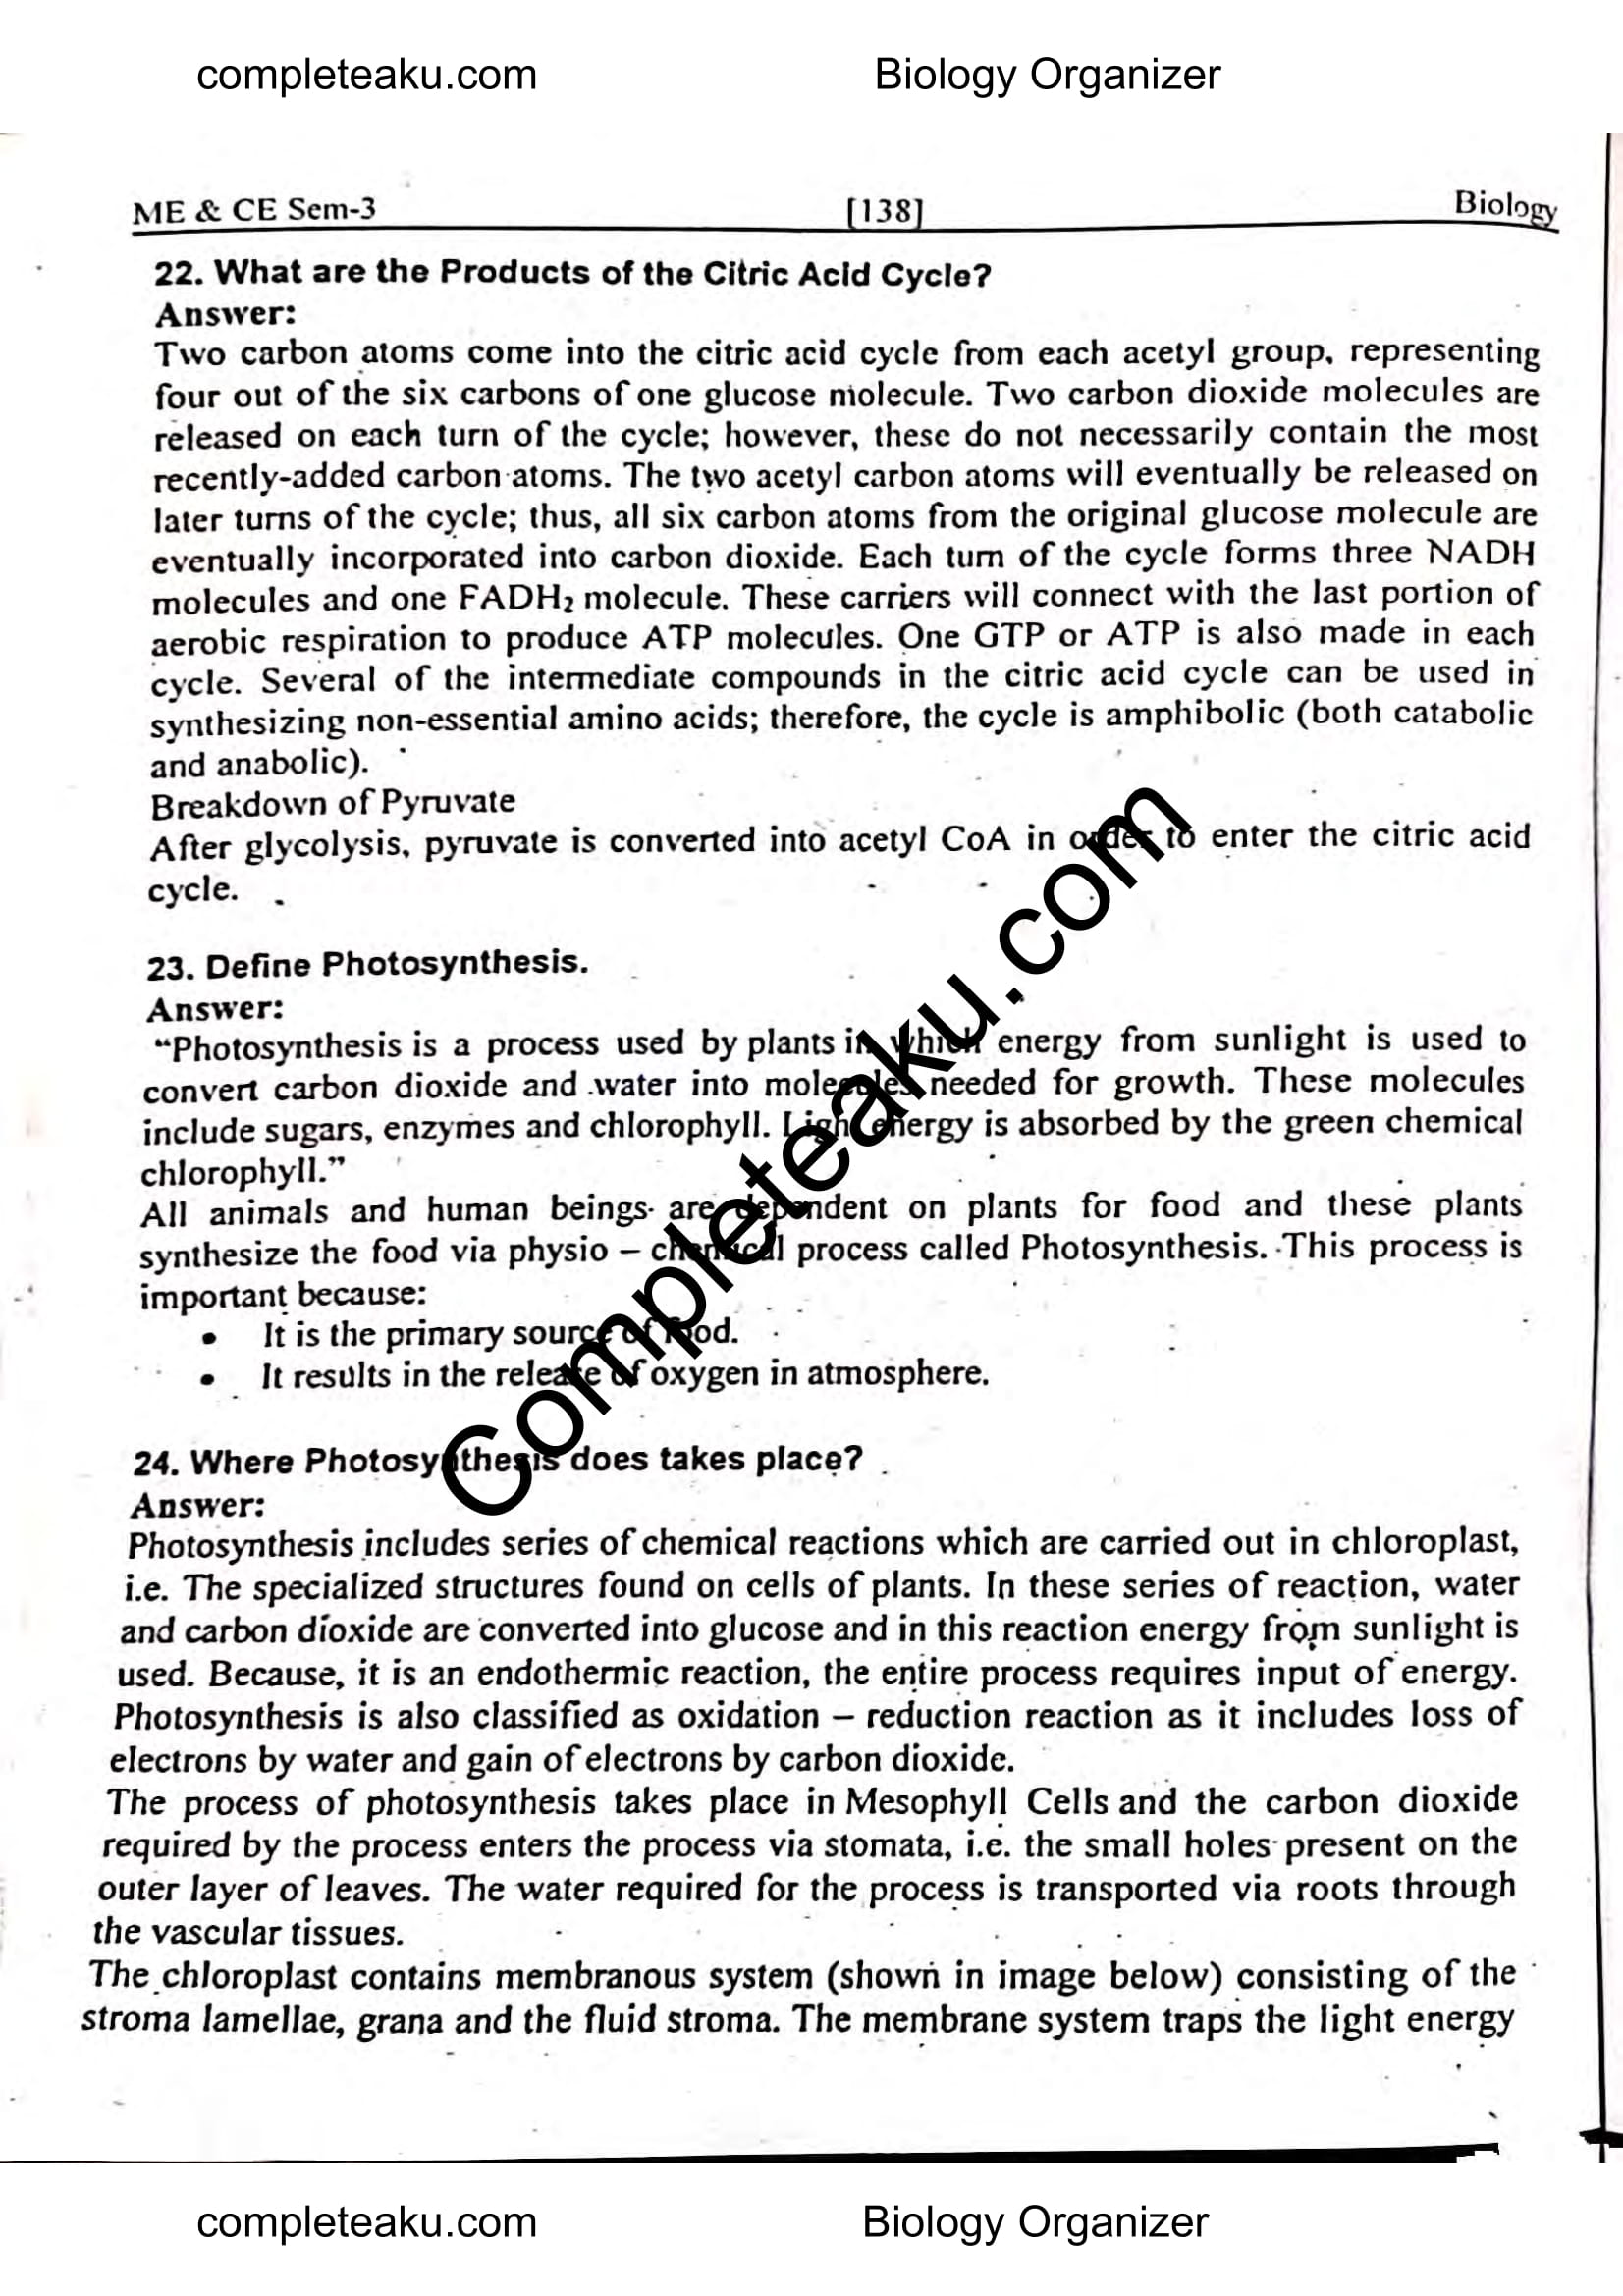 completeaku.com Biology Organizer
ME & CE Sem-3 [138] Biology
22. What are the Products of the Citric Acid Cycle?
Answer:
Two carbon atoms come into the citric acid cycle from each acetyl group, representing
four out of the six carbons of one glucose molecule. Two carbon dioxide molecules are
released on each turn of the cycle; however, these do not necessarily contain the most
recently-added carbon atoms. The two acetyl carbon atoms will eventually be released on
later turns of the cycle; thus, all six carbon atoms from the original glucose molecule are
eventually incorporated into carbon dioxide. Each turn of the cycle forms three NADH
molecules and one FADH₂ molecule. These carriers will connect with the last portion of
aerobic respiration to produce ATP molecules. One GTP or ATP is also made in each
cycle. Several of the intermediate compounds in the citric acid cycle can be used in
synthesizing non-essential amino acids; therefore, the cycle is amphibolic (both catabolic
and anabolic).
Breakdown of Pyruvate
After glycolysis, pyruvate is converted into acetyl CoA in order to enter the citric acid
cycle.
23. Define Photosynthesis.
Answer:
“Photosynthesis is a process used by plants in which energy from sunlight is used to
convert carbon dioxide and water into molecules needed for growth. These molecules
include sugars, enzymes and chlorophyll. Light energy is absorbed by the green chemical
chlorophyll.”
All animals and human beings are dependent on plants for food and these plants
synthesize the food via physio – chemical process called Photosynthesis. This process is
important because:
• It is the primary source of food.
• It results in the release of oxygen in atmosphere.
24. Where Photosynthesis does takes place?
Answer:
Photosynthesis includes series of chemical reactions which are carried out in chloroplast,
i.e. The specialized structures found on cells of plants. In these series of reaction, water
and carbon dioxide are converted into glucose and in this reaction energy from sunlight is
used. Because, it is an endothermic reaction, the entire process requires input of energy.
Photosynthesis is also classified as oxidation – reduction reaction as it includes loss of
electrons by water and gain of electrons by carbon dioxide.
The process of photosynthesis takes place in Mesophyll Cells and the carbon dioxide
required by the process enters the process via stomata, i.e. the small holes present on the
outer layer of leaves. The water required for the process is transported via roots through
the vascular tissues.
The chloroplast contains membranous system (shown in image below) consisting of the
stroma lamellae, grana and the fluid stroma. The membrane system traps the light energy
Completeaku.com
completeaku.com Biology Organizer